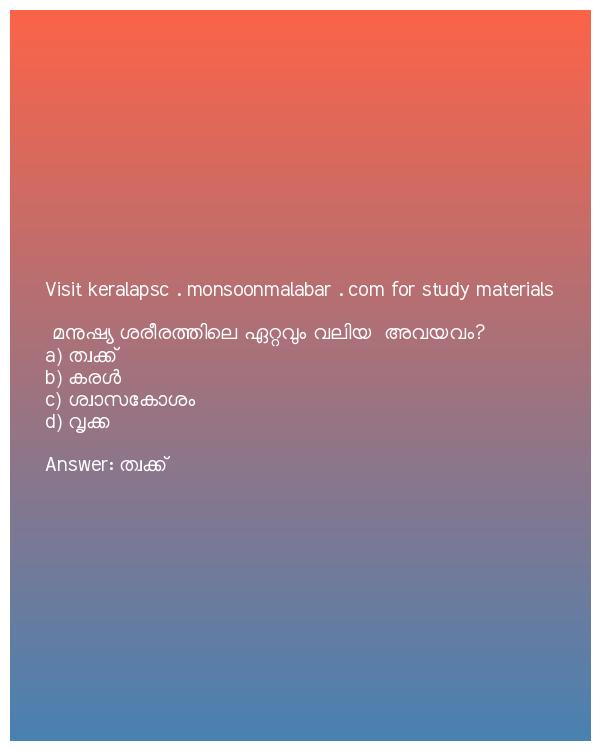 Visit keralapsc . monsoonmalabar . com for study materials
മനുഷ്യ ശരീരത്തിലെ ഏറ്റവും വലിയ അവയവം?
a) ത്വക്ക്
b) കരൾ
c) ശ്വാസകോശം
d) വൃക്ക
Answer: ത്വക്ക്